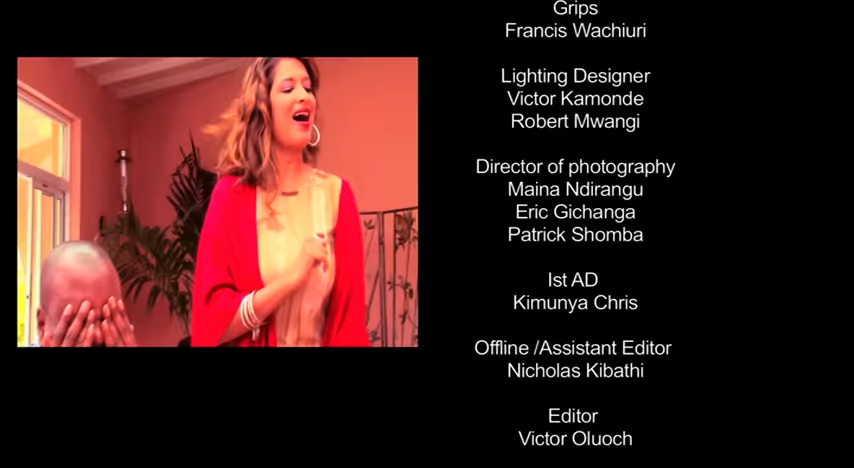 Grips
Francis Wachiuri
Lighting Designer
Victor Kamonde
Robert Mwangi
Director of photography
Maina Ndirangu
Eric Gichanga
Patrick Shomba
Ist AD
Kimunya Chris
Offline /Assistant Editor
Nicholas Kibathi
Editor
Victor Oluoch